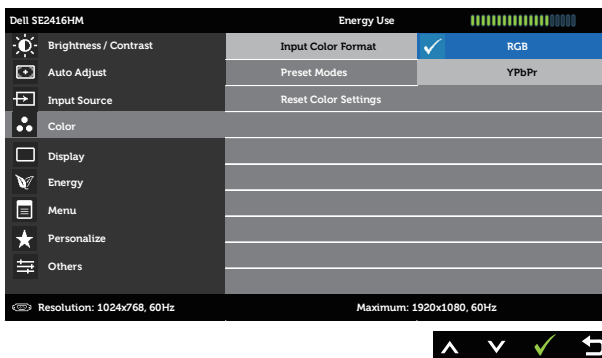 Dell SE2416HM Energy Use
Brightness / Contrast Input Color Format RGB
Auto Adjust Preset Modes YPbPr
Input Source Reset Color Settings
Color
Display
Energy
Menu
Personalize
Others
Resolution: 1024x768, 60Hz Maximum: 1920x1080, 60Hz